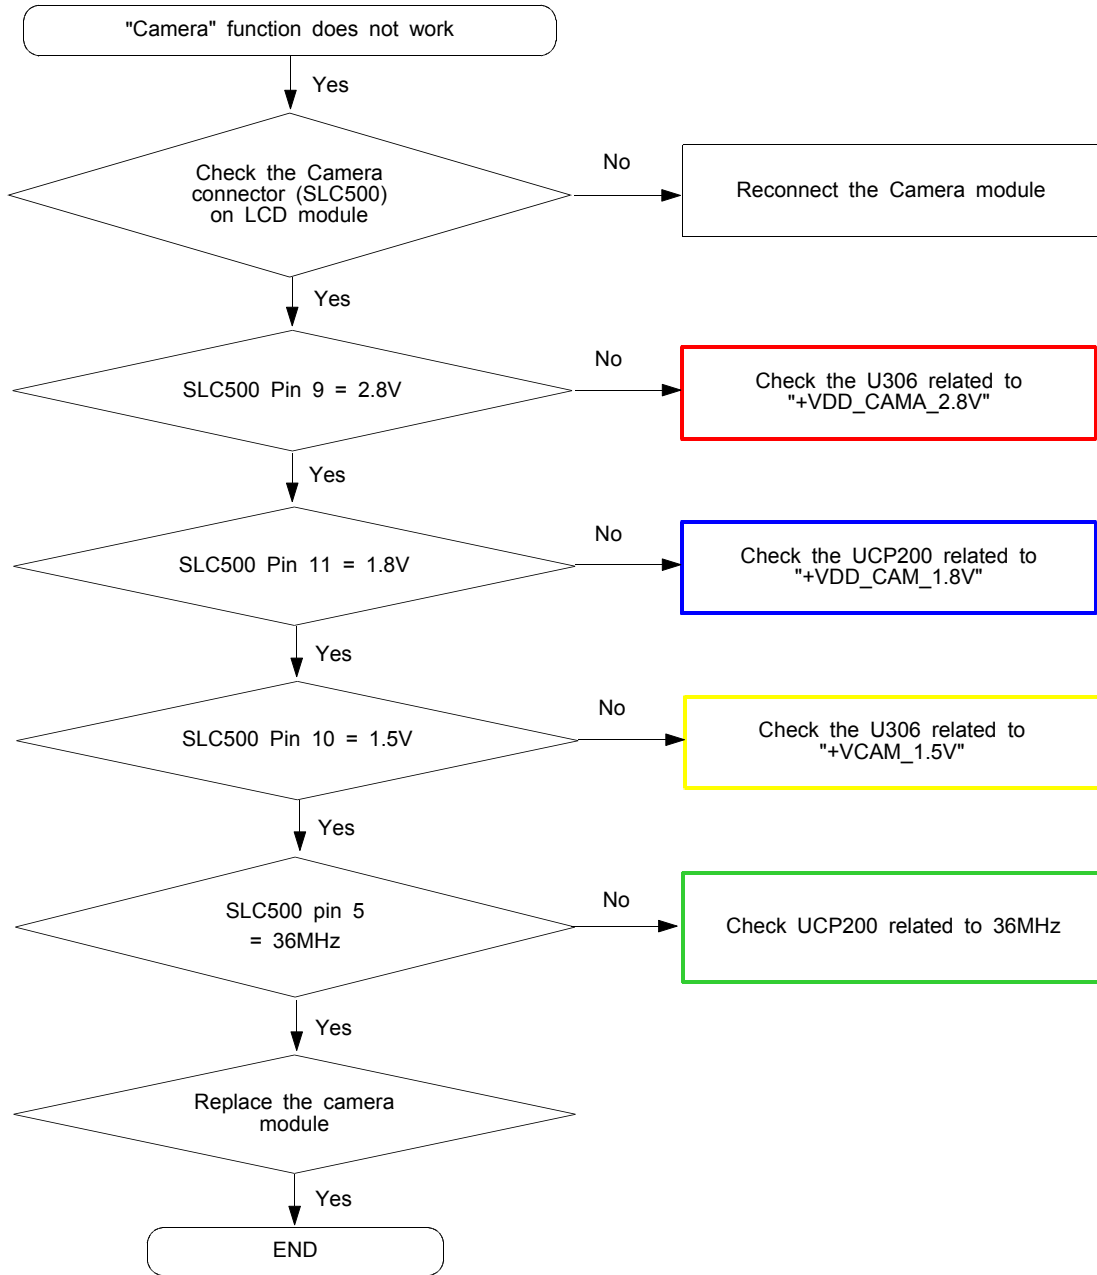 "Camera" function does not work
Yes
Check the Camera
connector (SLC500)
on LCD module
No
Reconnect the Camera module
Yes
SLC500 Pin 9 = 2.8V
No
Check the U306 related to
"+VDD_CAMA_2.8V"
Yes
SLC500 Pin 11 = 1.8V
No
Check the UCP200 related to
"+VDD_CAM_1.8V"
Yes
SLC500 Pin 10 = 1.5V
No
Check the U306 related to
"+VCAM_1.5V"
Yes
SLC500 pin 5
= 36MHz
No
Check UCP200 related to 36MHz
Yes
Replace the camera
module
Yes
END